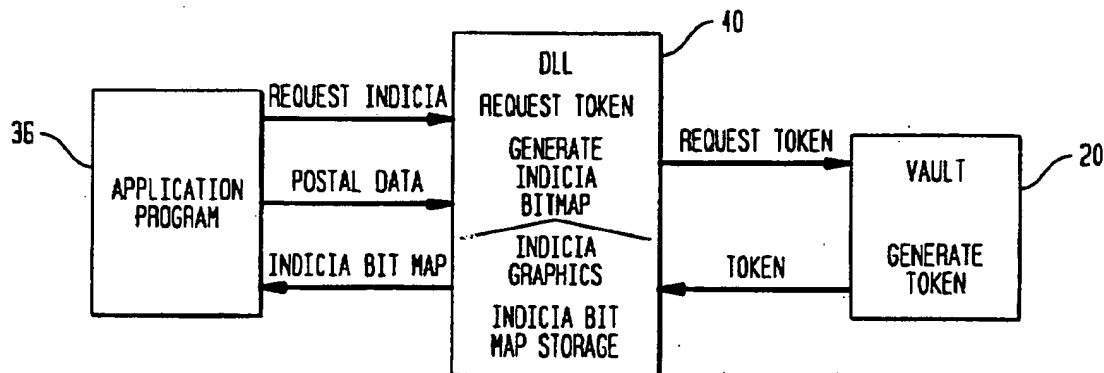 36
APPLICATION
PROGRAM
REQUEST INDICIA
POSTAL DATA
INDICIA BIT MAP
40
DLL
REQUEST TOKEN
GENERATE
INDICIA
BITMAP
INDICIA
GRAPHICS
INDICIA BIT
MAP STORAGE
REQUEST TOKEN
TOKEN
20
VAULT
GENERATE
TOKEN